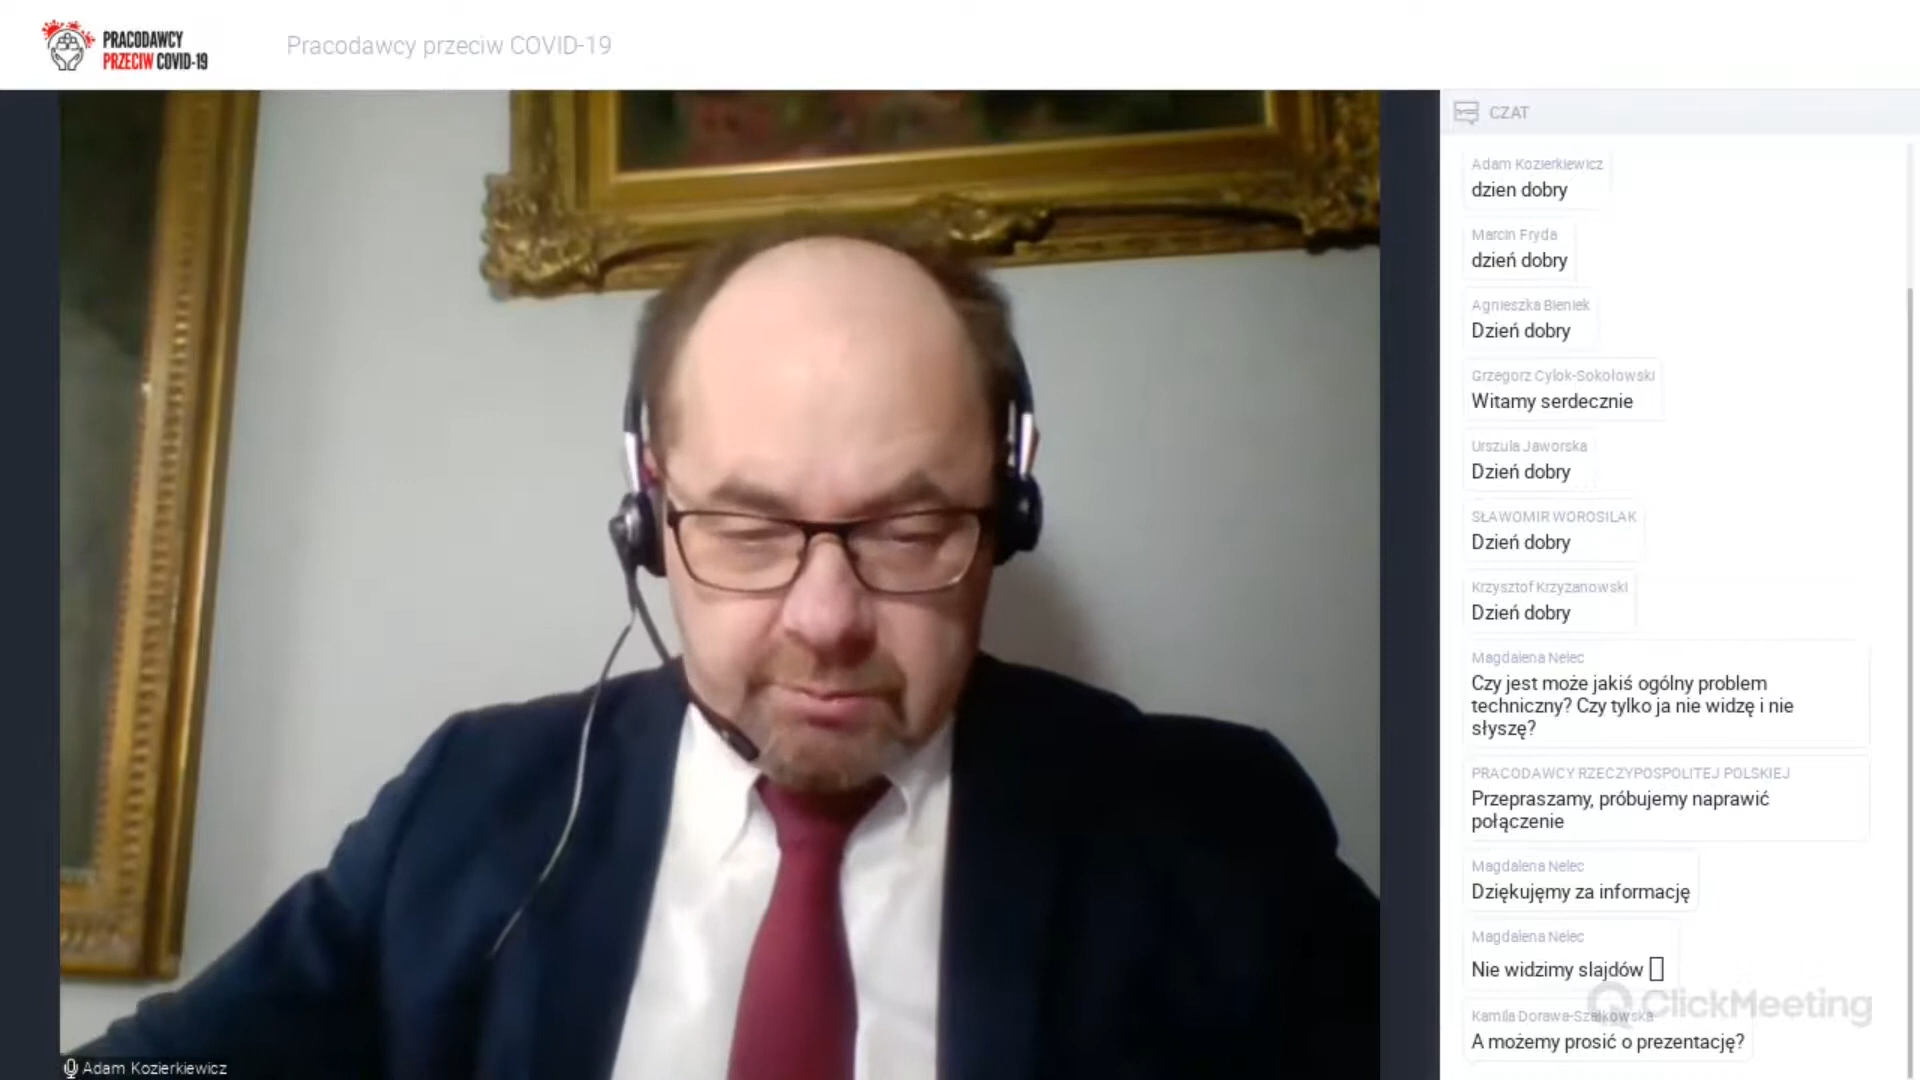 PRACODAWCY
PRZECIW COVID-19
Pracodawcy przeciw COVID-19
CZAT
Adam Kozierkiewicz
dzien dobry
Marcin Fryda
dzień dobry
Agnieszka Bieniek
Dzień dobry
Grzegorz Cylok-Sokołowski
Witamy serdecznie
Urszula Jaworska
Dzień dobry
SŁAWOMIR WOROSILAK
Dzień dobry
Krzysztof Krzyzanowski
Dzień dobry
Magdalena Nelec
Czy jest może jakiś ogólny problem
techniczny? Czy tylko ja nie widzę i nie
słyszę?
PRACODAWCY RZECZYPOSPOLITEJ POLSKIEJ
Przepraszamy, próbujemy naprawić
połączenie
Magdalena Nelec
Dziękujęmy za informację
Magdalena Nelec
Nie widzimy slajdów
ClickMeeting
Kamila Dorawa-Szałkowska
A możemy prosić o prezentację?
Adam Kozierkiewicz